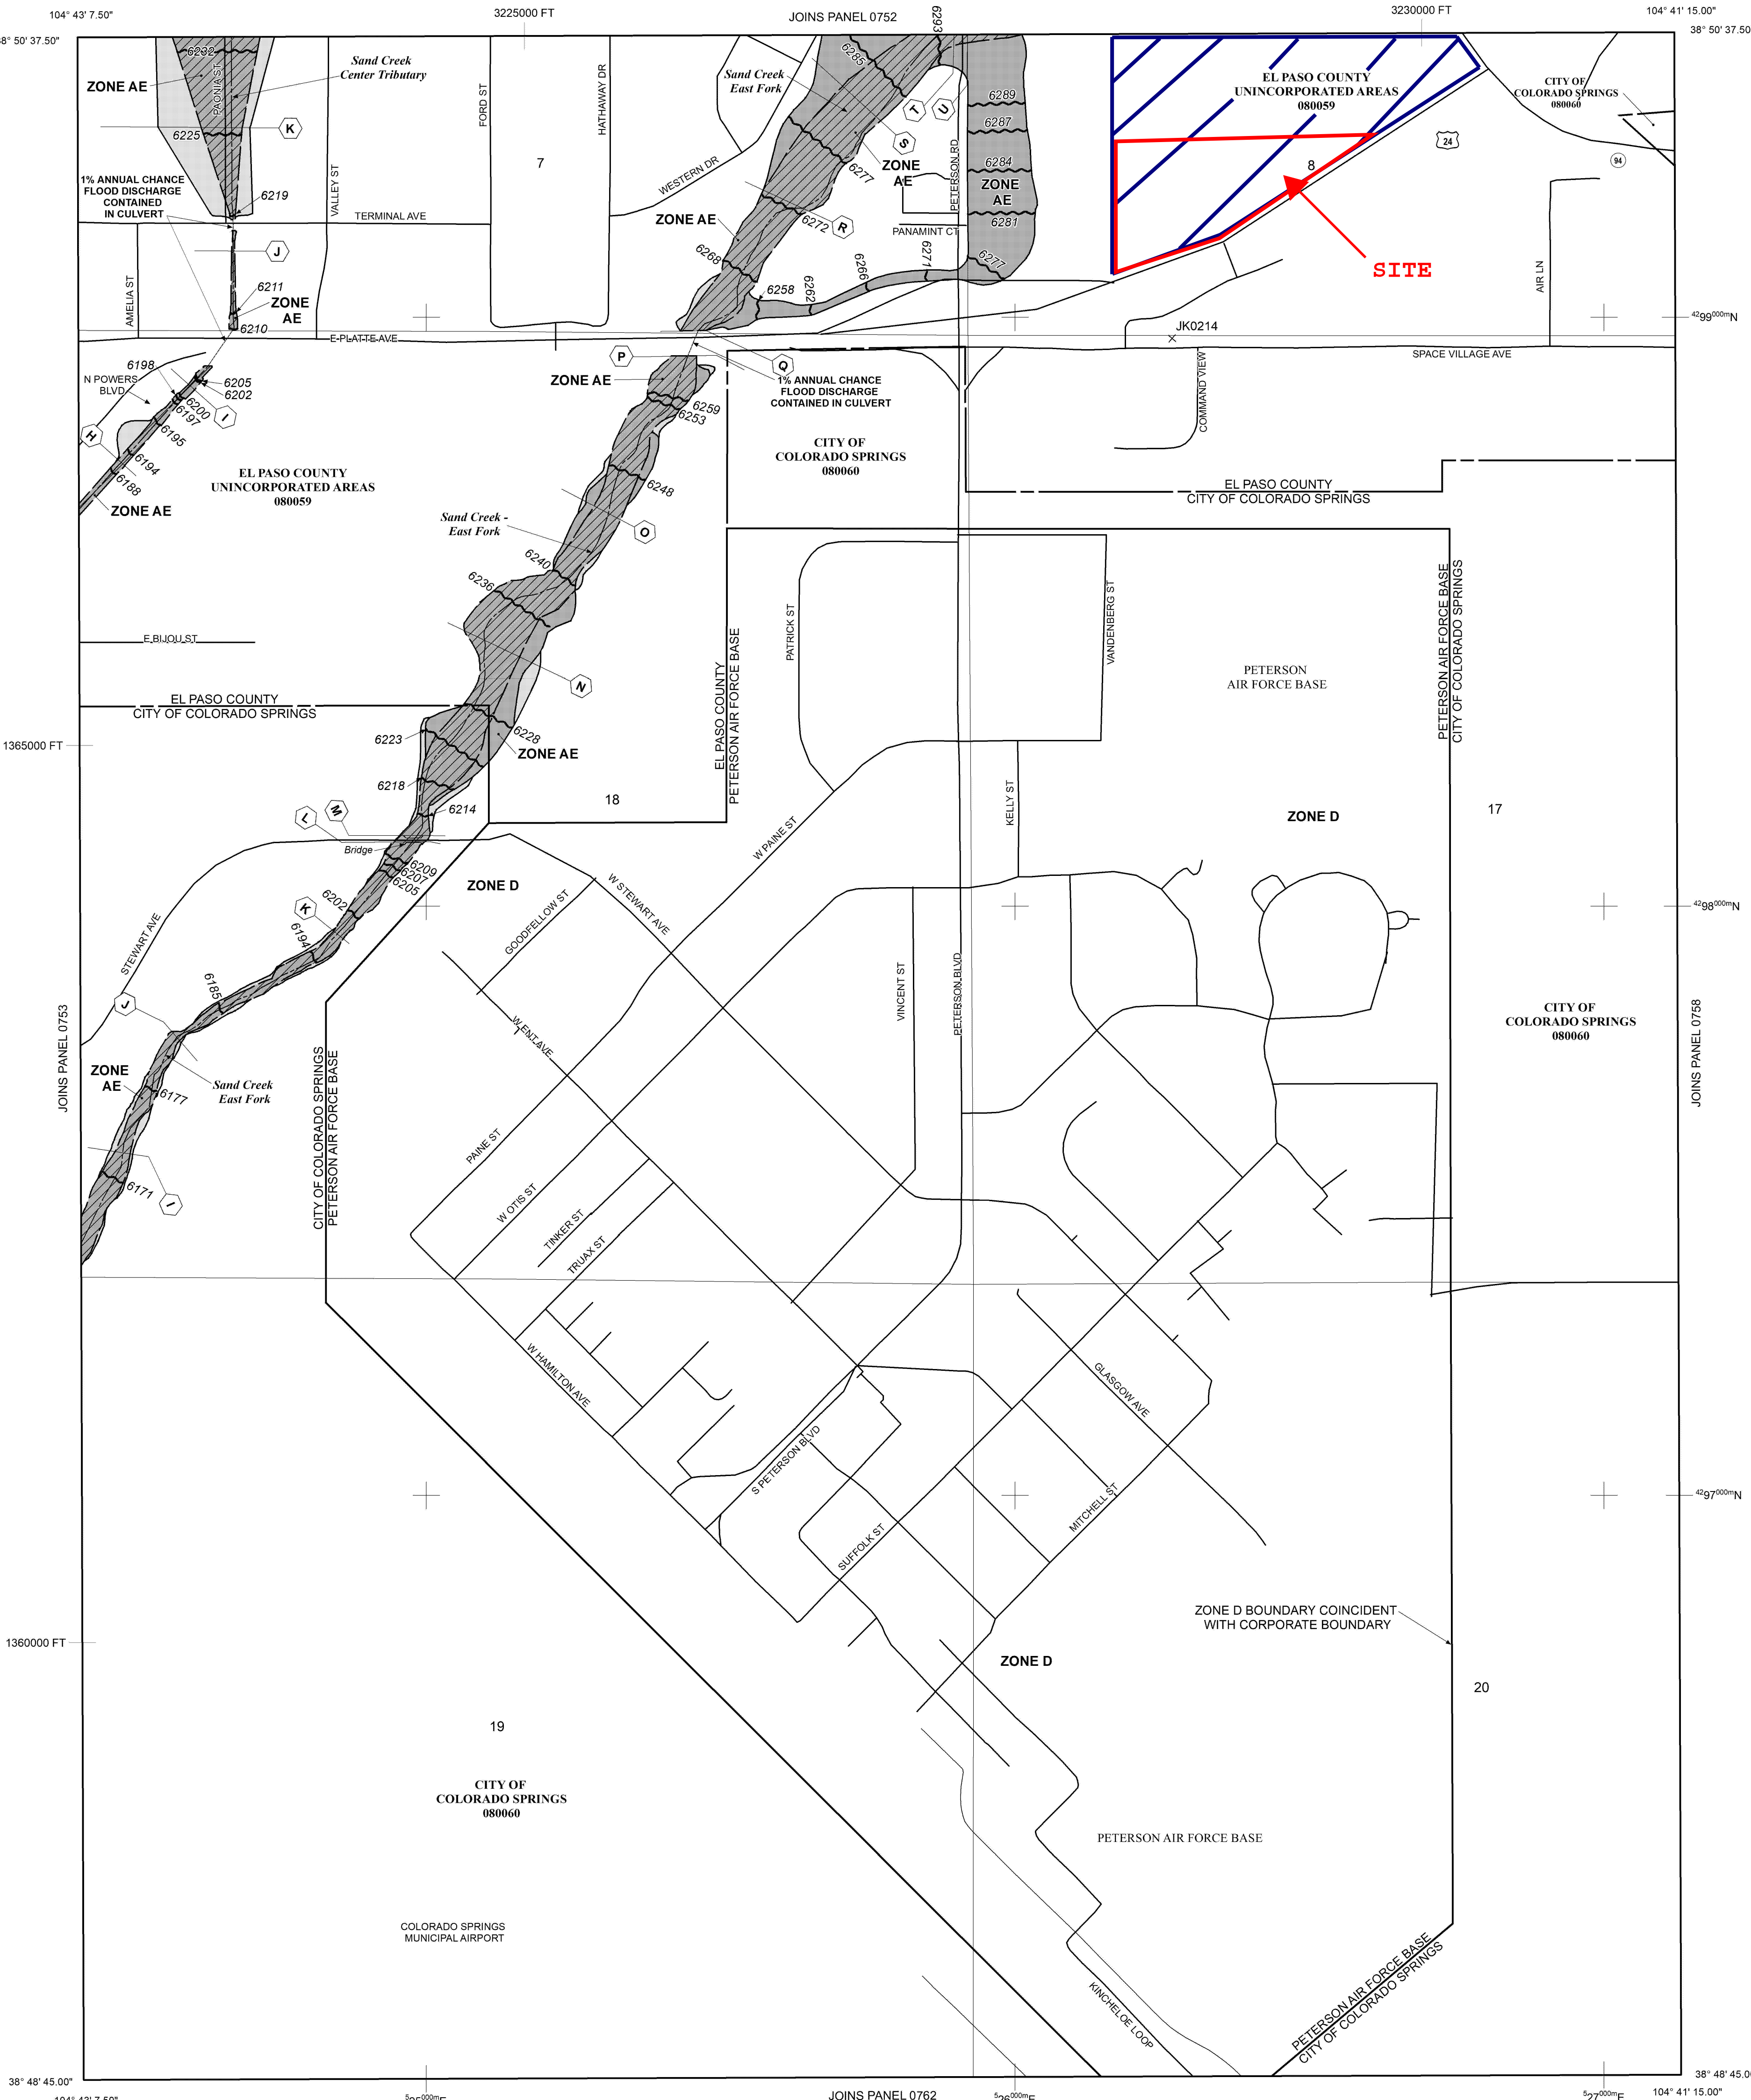 104° 43' 7.50"
3225000 FT
JOINS PANEL 0752
6293
3230000 FT
104° 41' 15.00"
38° 50' 37.50"
38° 50' 37.50
6232
ZONE AE
PAONIA ST
Sand Creek
Center Tributary
K
6225
1% ANNUAL CHANCE
FLOOD DISCHARGE
CONTAINED
IN CULVERT
6219
VALLEY ST
TERMINAL AVE
FORD ST
HATHAWAY DR
7
WESTERN DR
Sand Creek
East Fork
6285
T
U
S
6277
ZONE
AE
PETERSON RD
6289
6287
6284
ZONE
AE
6281
6277
EL PASO COUNTY
UNINCORPORATED AREAS
080059
8
SITE
CITY OF
COLORADO SPRINGS
080060
24
94
J
AMELIA ST
6211
ZONE
AE
6210
ZONE AE
6272
R
PANAMINT CT
6268
6258
6262
6266
6271
AIR LN
JK0214
4299000mN
E PLATTE AVE
SPACE VILLAGE AVE
COMMAND VIEW
6198
N POWERS
BLVD
6205
6202
6200
6197
I
6195
H
6194
6188
ZONE AE
EL PASO COUNTY
UNINCORPORATED AREAS
080059
P
Q
ZONE AE
1% ANNUAL CHANCE
FLOOD DISCHARGE
CONTAINED IN CULVERT
6259
6253
CITY OF
COLORADO SPRINGS
080060
6248
EL PASO COUNTY
CITY OF COLORADO SPRINGS
Sand Creek -
East Fork
O
6240
6236
PATRICK ST
VANDENBERG ST
PETERSON AIR FORCE BASE
CITY OF COLORADO SPRINGS
E BIJOU ST
EL PASO COUNTY
PETERSON AIR FORCE BASE
PETERSON
AIR FORCE BASE
N
EL PASO COUNTY
CITY OF COLORADO SPRINGS
1365000 FT
6223
6228
ZONE AE
6218
6214
18
KELLY ST
ZONE D
17
M
L
Bridge
W PAINE ST
6209
6207
6205
ZONE D
6202
K
6194
GOODFELLOW ST
W STEWART AVE
4298000mN
STEWART AVE
6185
J
VINCENT ST
PETERSON BLVD
W ENT AVE
CITY OF
COLORADO SPRINGS
080060
JOINS PANEL 0753
JOINS PANEL 0758
ZONE
AE
Sand Creek
East Fork
6177
CITY OF COLORADO SPRINGS
PETERSON AIR FORCE BASE
PAINE ST
6171
I
W OTIS ST
TINKER ST
TRUAX ST
W HAMILTON AVE
GLASGOW AVE
S PETERSON BLVD
SUFFOLK ST
MITCHELL ST
4297000mN
ZONE D BOUNDARY COINCIDENT
WITH CORPORATE BOUNDARY
1360000 FT
ZONE D
20
19
CITY OF
COLORADO SPRINGS
080060
PETERSON AIR FORCE BASE
COLORADO SPRINGS
MUNICIPAL AIRPORT
KINCHELOE LOOP
PETERSON AIR FORCE BASE
CITY OF COLORADO SPRINGS
38° 48' 45.00"
38° 48' 45.00
104° 43' 7.50"
525000mE
JOINS PANEL 0762
526000mE
527000mE
104° 41' 15.00"